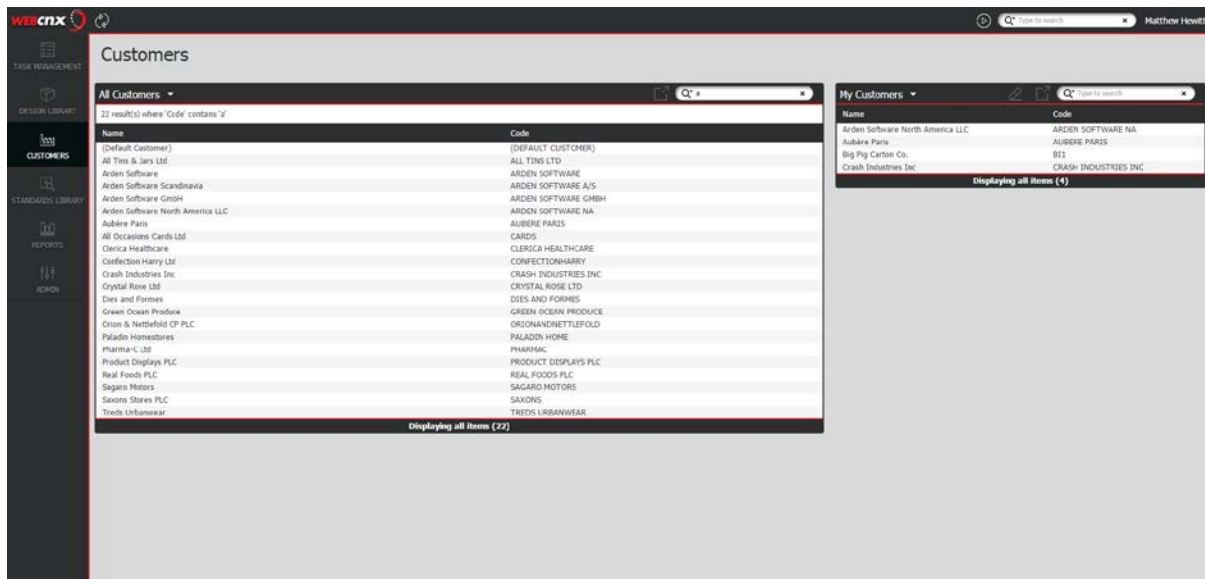 WEBCNX
Type to search
Matthew Hewitt
TASK MANAGEMENT
DESIGN LIBRARY
CUSTOMERS
STANDARDS LIBRARY
REPORTS
ADMIN
Customers
All Customers
a
22 result(s) where 'Code' contains 'a'
Name Code
(Default Customer) (DEFAULT CUSTOMER)
All Tins & Jars Ltd ALL TINS LTD
Arden Software ARDEN SOFTWARE
Arden Software Scandinavia ARDEN SOFTWARE A/S
Arden Software GmbH ARDEN SOFTWARE GMBH
Arden Software North America LLC ARDEN SOFTWARE NA
Aubère Paris AUBERE PARIS
All Occasions Cards Ltd CARDS
Clerica Healthcare CLERICA HEALTHCARE
Confection Harry Ltd CONFECTIONHARRY
Crash Industries Inc CRASH INDUSTRIES INC
Crystal Rose Ltd CRYSTAL ROSE LTD
Dies and Formes DIES AND FORMES
Green Ocean Produce GREEN OCEAN PRODUCE
Orion & Nettlefold CP PLC ORIONANDNETTLEFOLD
Paladin Homestores PALADIN HOME
Pharma-C Ltd PHARMAC
Product Displays PLC PRODUCT DISPLAYS PLC
Real Foods PLC REAL FOODS PLC
Sagaro Motors SAGARO MOTORS
Saxons Stores PLC SAXONS
Treds Urbanwear TREDS URBANWEAR
Displaying all items (22)
My Customers
Type to search
Name Code
Arden Software North America LLC ARDEN SOFTWARE NA
Aubère Paris AUBERE PARIS
Big Pig Carton Co. BI1
Crash Industries Inc CRASH INDUSTRIES INC
Displaying all items (4)